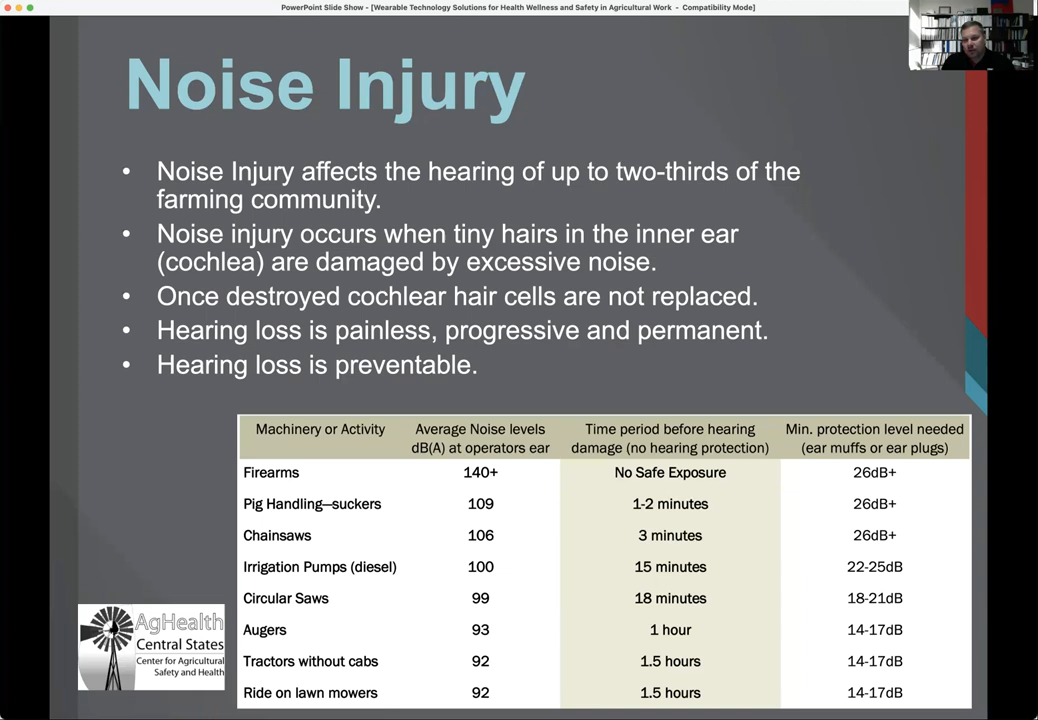 PowerPoint Slide Show - [Wearable Technology Solutions for Health Wellness and Safety in Agricultural Work - Compatibility Mode]
Noise Injury
• Noise Injury affects the hearing of up to two-thirds of the
farming community.
• Noise injury occurs when tiny hairs in the inner ear
(cochlea) are damaged by excessive noise.
• Once destroyed cochlear hair cells are not replaced.
• Hearing loss is painless, progressive and permanent.
• Hearing loss is preventable.
Machinery or Activity Average Noise levels dB(A) at operators ear Time period before hearing damage (no hearing protection) Min. protection level needed (ear muffs or ear plugs)
Firearms 140+ No Safe Exposure 26dB+
Pig Handling—suckers 109 1-2 minutes 26dB+
Chainsaws 106 3 minutes 26dB+
Irrigation Pumps (diesel) 100 15 minutes 22-25dB
Circular Saws 99 18 minutes 18-21dB
Augers 93 1 hour 14-17dB
Tractors without cabs 92 1.5 hours 14-17dB
Ride on lawn mowers 92 1.5 hours 14-17dB
AgHealth
Central States
Center for Agricultural
Safety and Health